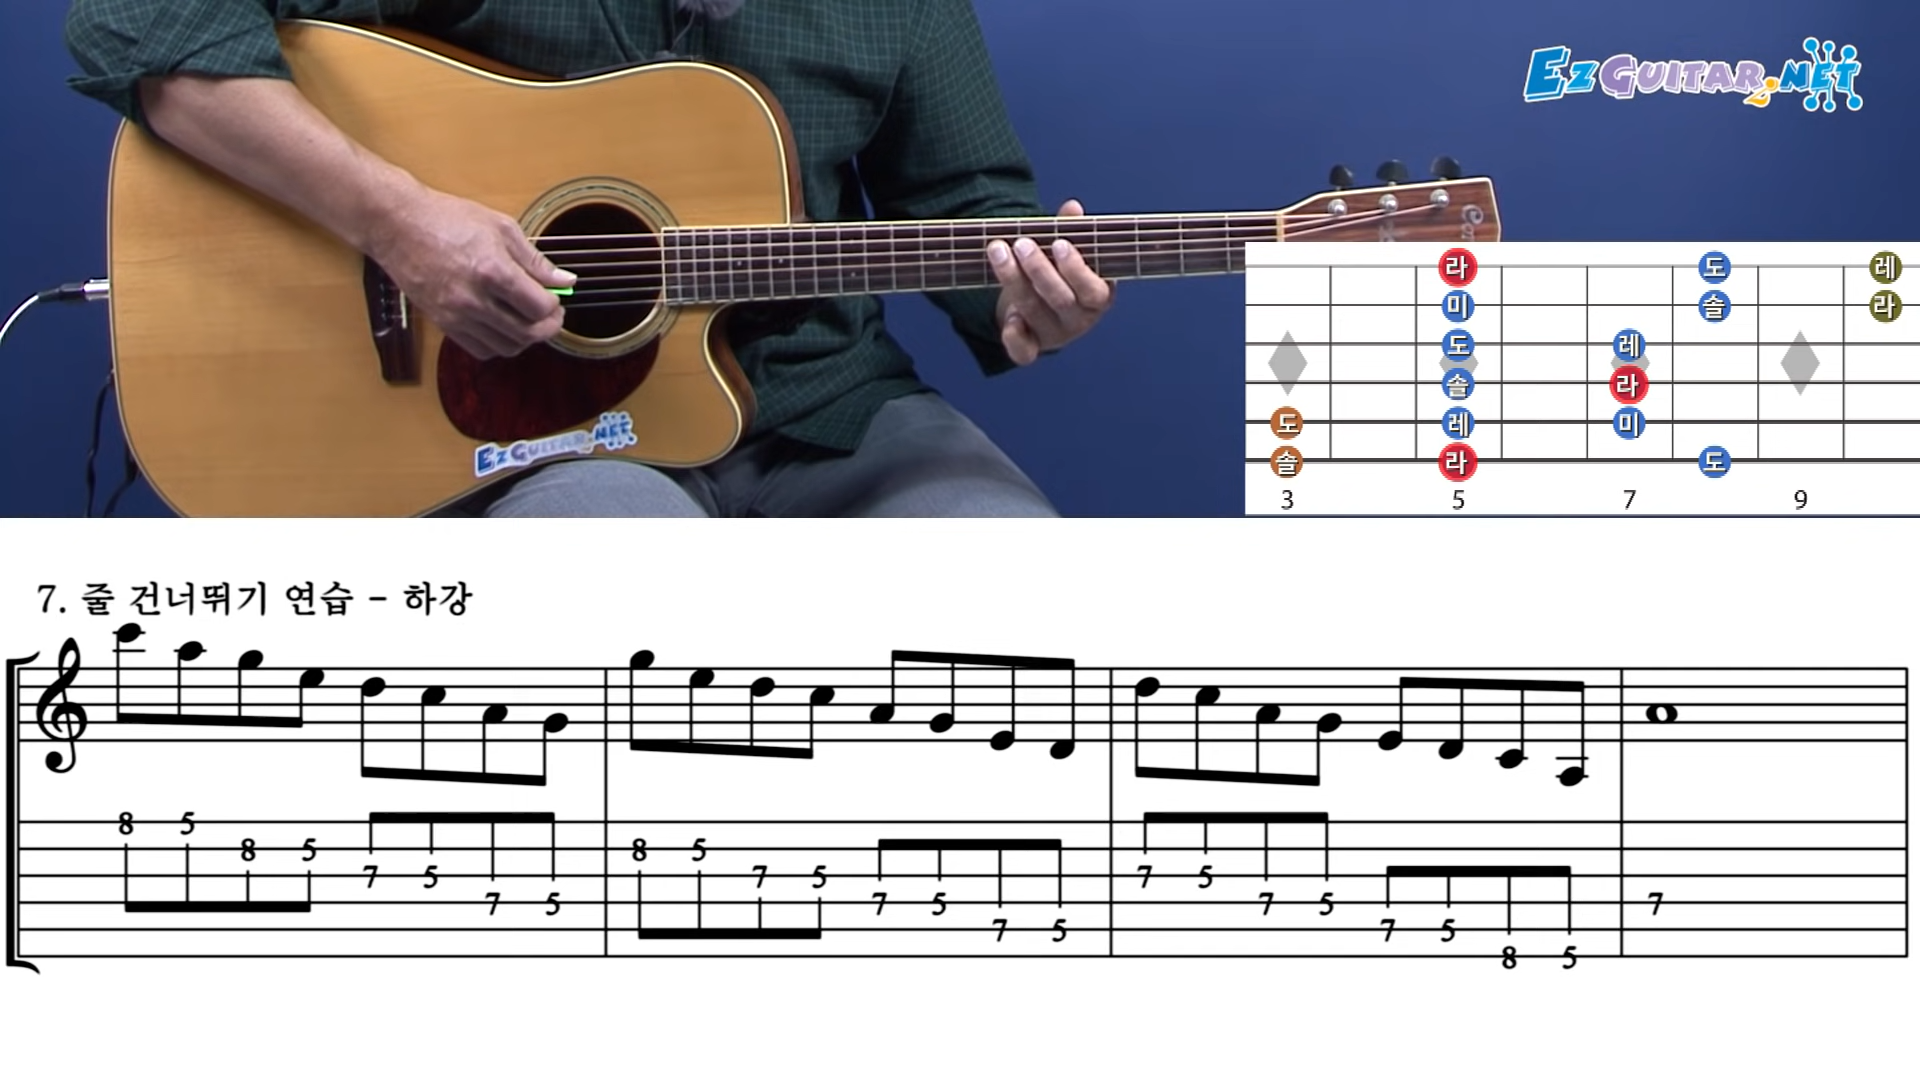 EzGuitar.NET
Cor
EzGuitar.NET
라 도 레
미 솔 라
도 레
솔 라
도 레 미
솔 라 도
3 5 7 9
7. 줄 건너뛰기 연습 - 하강
8 5 8 5 7 5 7 5 8 5 7 5 7 5 7 5 7 5 7 5 7 5 8 5 7